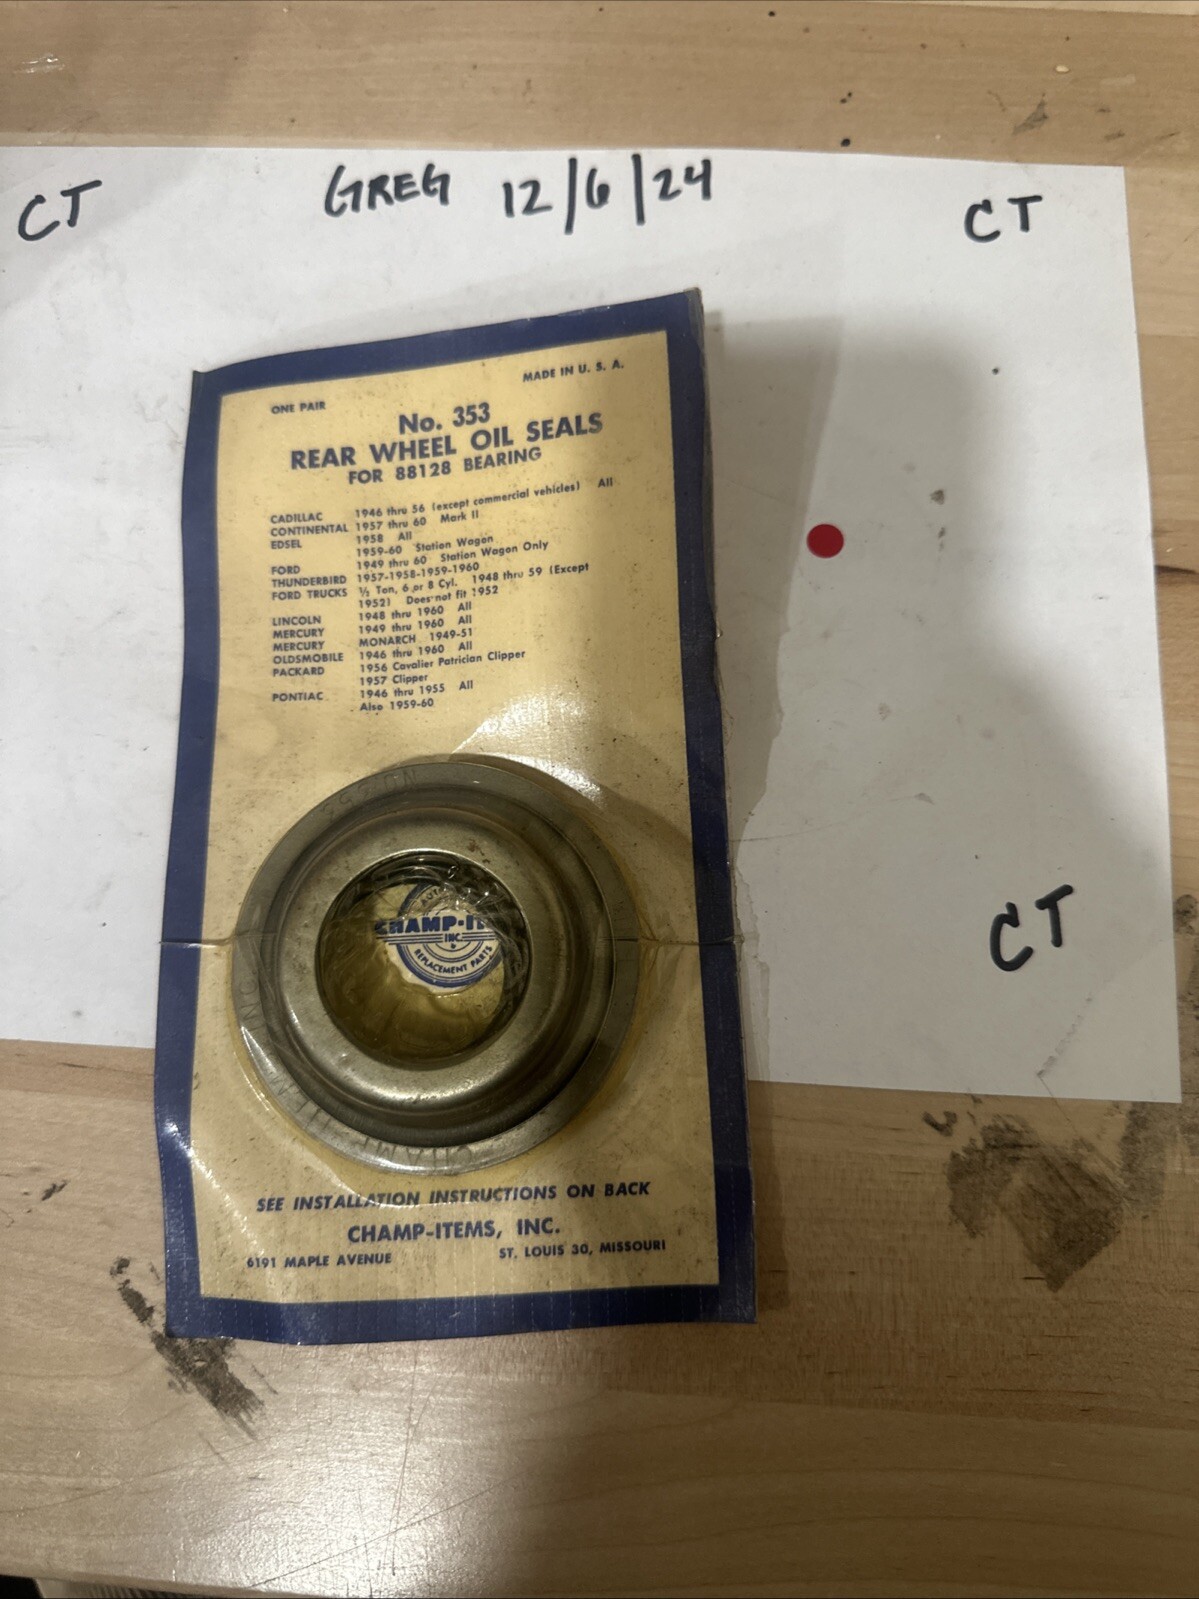 CT GREG 12/6/24 CT
ONE PAIR MADE IN U. S. A.
No. 353
REAR WHEEL OIL SEALS
FOR 88128 BEARING
CADILLAC 1946 thru 56 (except commercial vehicles) All
CONTINENTAL 1957 thru 60 Mark II
EDSEL 1958 All
1959-60 Station Wagon
FORD 1949 thru 60 Station Wagon Only
THUNDERBIRD 1957-1958-1959-1960
FORD TRUCKS ½ Ton, 6 or 8 Cyl. 1948 thru 59 (Except
1952) Does not fit 1952
LINCOLN 1948 thru 1960 All
MERCURY 1949 thru 1960 All
MERCURY MONARCH 1949-51
OLDSMOBILE 1946 thru 1960 All
PACKARD 1956 Cavalier Patrician Clipper
1957 Clipper
PONTIAC 1946 thru 1955 All
Also 1959-60
CHAMP-IT
INC.
REPLACEMENT PARTS
CT
SEE INSTALLATION INSTRUCTIONS ON BACK
CHAMP-ITEMS, INC.
6191 MAPLE AVENUE ST. LOUIS 30, MISSOURI